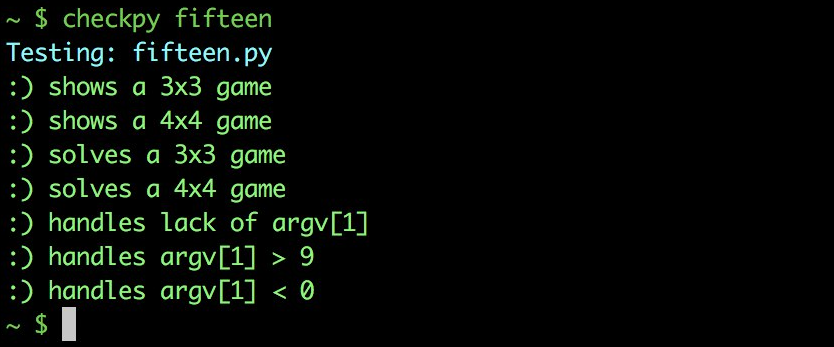 ~ $ checkpy fifteen
Testing: fifteen.py
:) shows a 3x3 game
:) shows a 4x4 game
:) solves a 3x3 game
:) solves a 4x4 game
:) handles lack of argv[1]
:) handles argv[1] > 9
:) handles argv[1] < 0
~ $